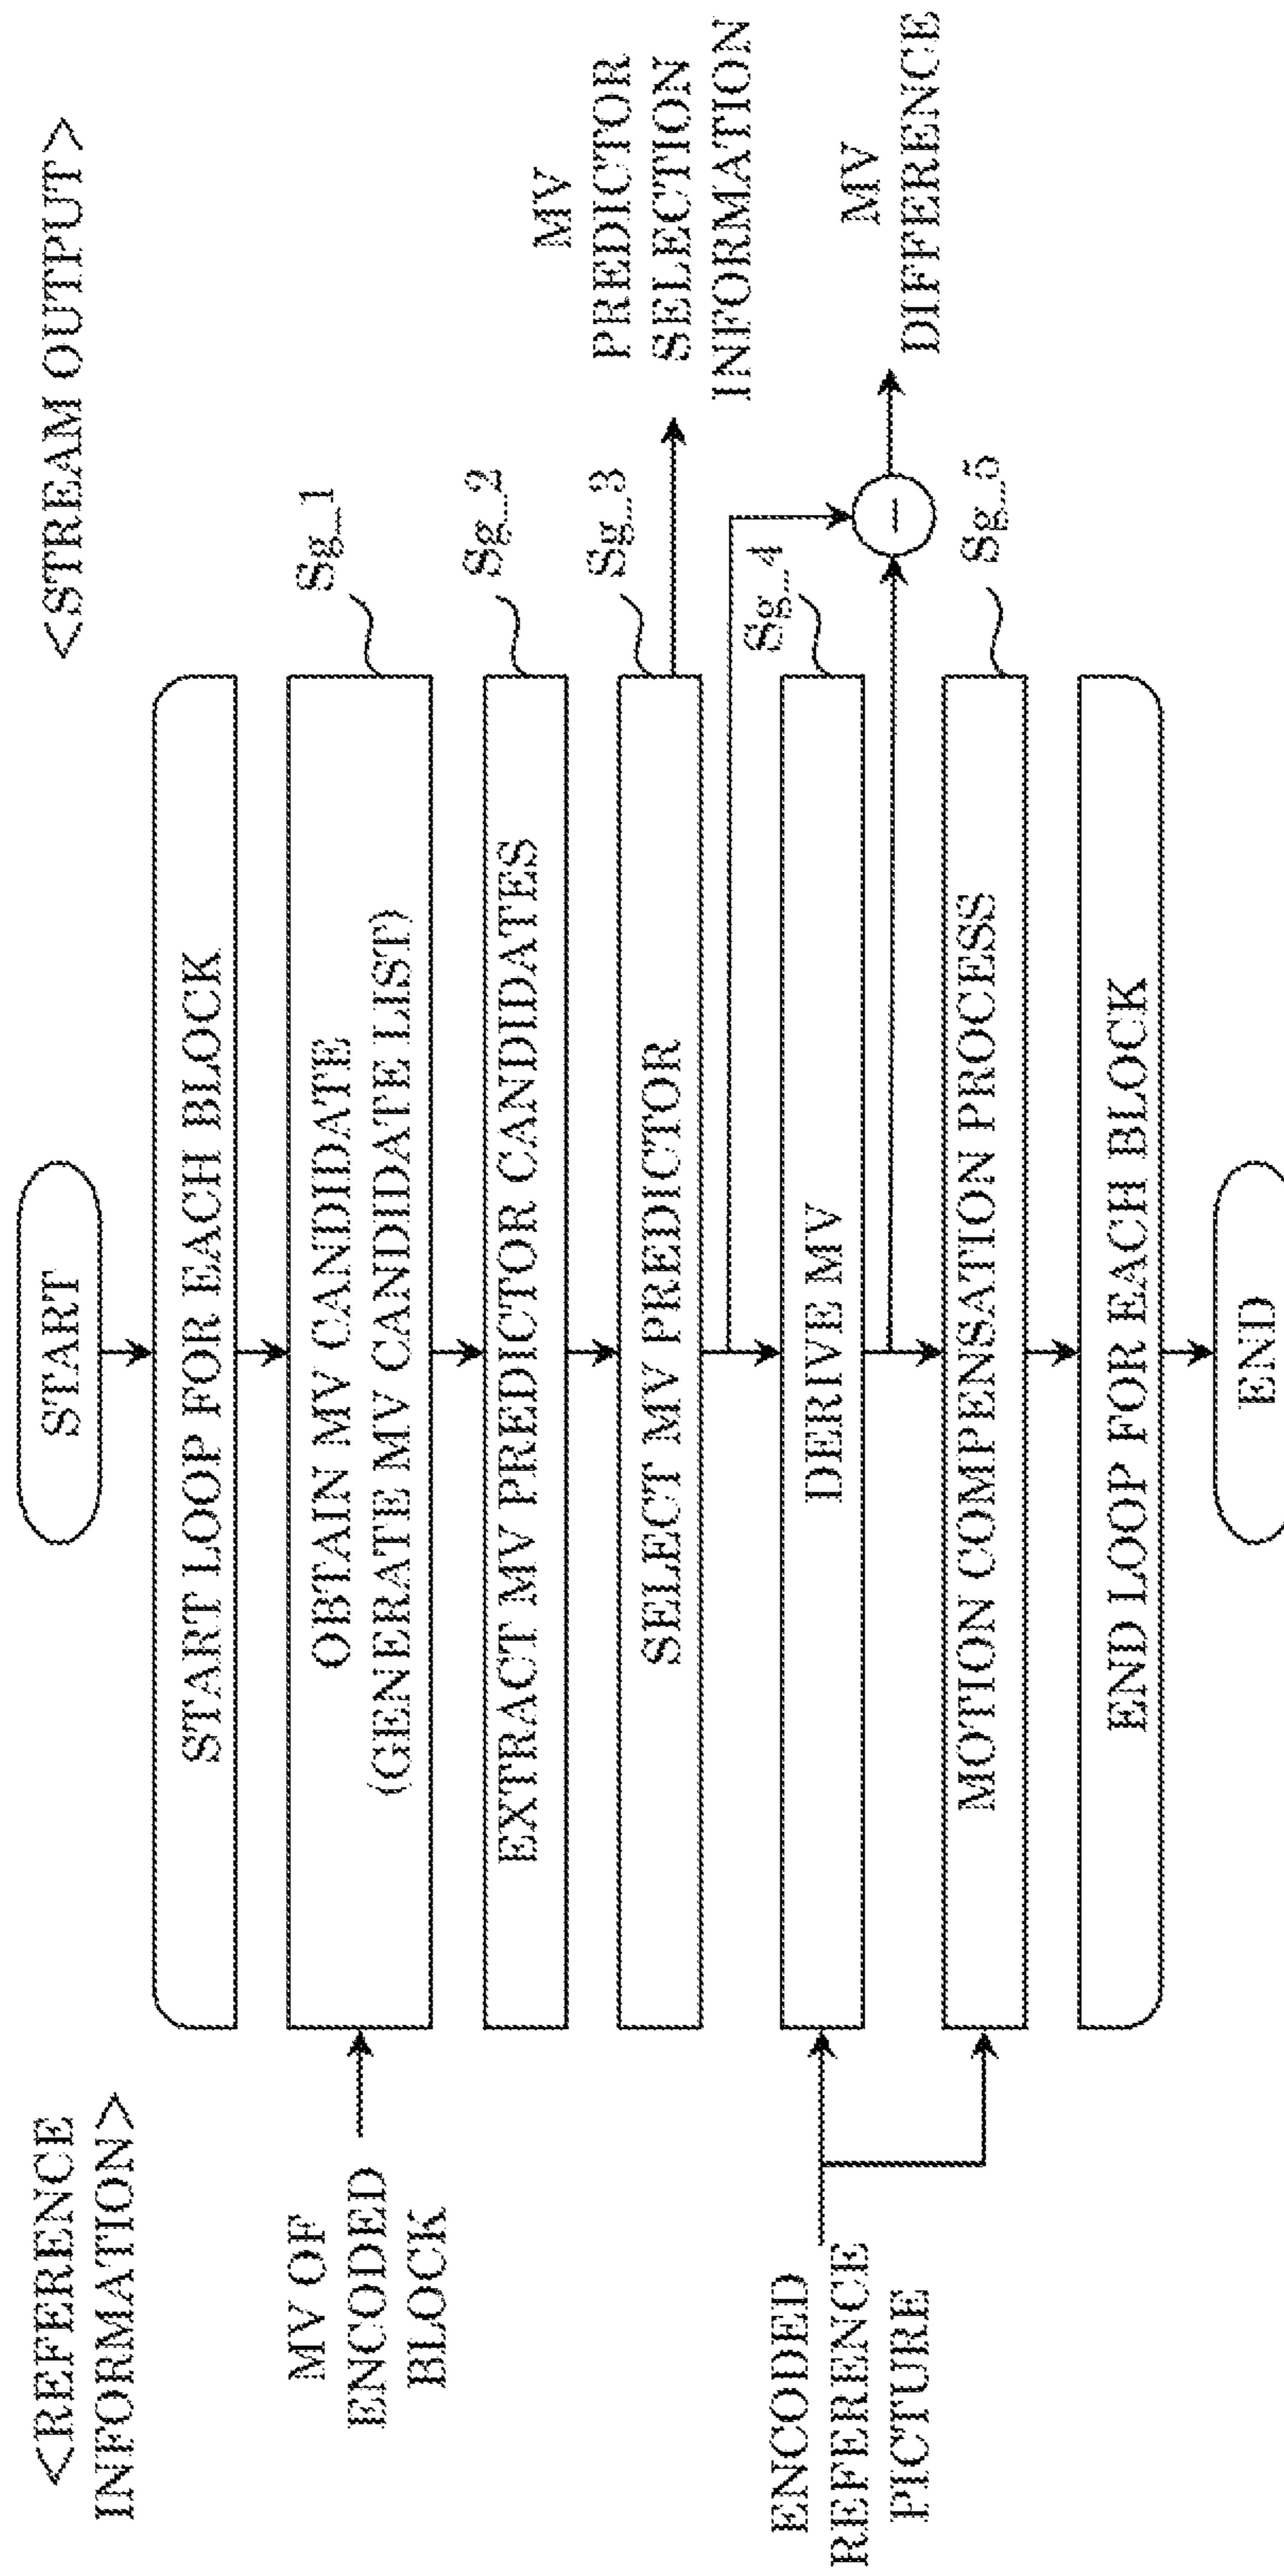 <REFERENCE
INFORMATION>
<STREAM OUTPUT>
START
START LOOP FOR EACH BLOCK
MV OF
ENCODED
BLOCK
OBTAIN MV CANDIDATE
(GENERATE MV CANDIDATE LIST)
Sg_1
EXTRACT MV PREDICTOR CANDIDATES
Sg_2
SELECT MV PREDICTOR
Sg_3
MV
PREDICTOR
SELECTION
INFORMATION
ENCODED
REFERENCE
PICTURE
DERIVE MV
Sg_4
−
MV
DIFFERENCE
MOTION COMPENSATION PROCESS
Sg_5
END LOOP FOR EACH BLOCK
END